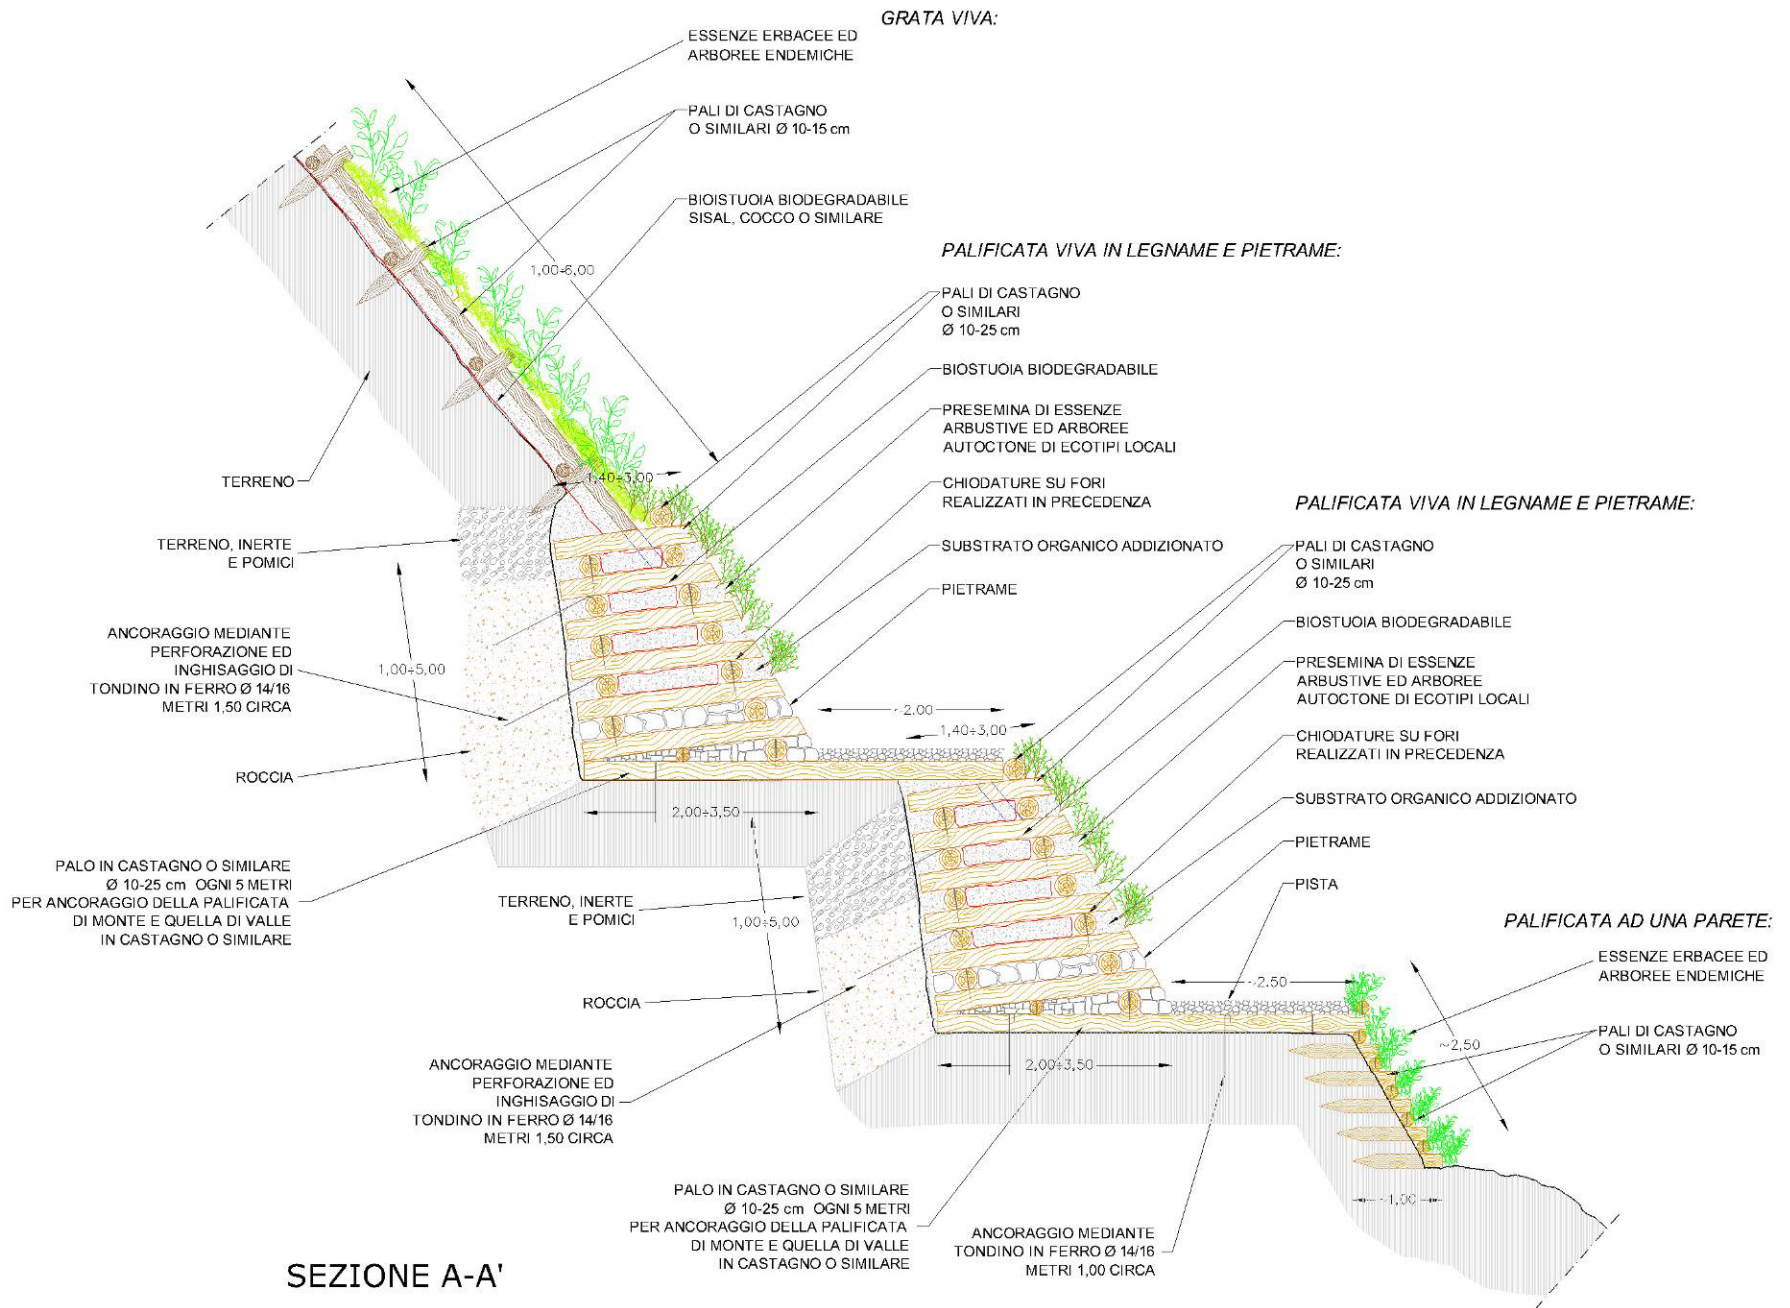 GRATA VIVA:
ESSENZE ERBACEE ED
ARBOREE ENDEMICHE
PALI DI CASTAGNO
O SIMILARI Ø 10-15 cm
BIOISTUOIA BIODEGRADABILE
SISAL, COCCO O SIMILARE
1,00÷6,00
PALIFICATA VIVA IN LEGNAME E PIETRAME:
PALI DI CASTAGNO
O SIMILARI
Ø 10-25 cm
BIOSTUOIA BIODEGRADABILE
PRESEMINA DI ESSENZE
ARBUSTIVE ED ARBOREE
AUTOCTONE DI ECOTIPI LOCALI
CHIODATURE SU FORI
REALIZZATI IN PRECEDENZA
SUBSTRATO ORGANICO ADDIZIONATO
PIETRAME
TERRENO
1,40÷3,00
TERRENO, INERTE
E POMICI
ANCORAGGIO MEDIANTE
PERFORAZIONE ED
INGHISAGGIO DI
TONDINO IN FERRO Ø 14/16
METRI 1,50 CIRCA
1,00÷5,00
ROCCIA
~2.00
1,40÷3,00
2,00÷3,50
PALO IN CASTAGNO O SIMILARE
Ø 10-25 cm OGNI 5 METRI
PER ANCORAGGIO DELLA PALIFICATA
DI MONTE E QUELLA DI VALLE
IN CASTAGNO O SIMILARE
PALIFICATA VIVA IN LEGNAME E PIETRAME:
PALI DI CASTAGNO
O SIMILARI
Ø 10-25 cm
BIOSTUOIA BIODEGRADABILE
PRESEMINA DI ESSENZE
ARBUSTIVE ED ARBOREE
AUTOCTONE DI ECOTIPI LOCALI
CHIODATURE SU FORI
REALIZZATI IN PRECEDENZA
SUBSTRATO ORGANICO ADDIZIONATO
PIETRAME
PISTA
TERRENO, INERTE
E POMICI
1,00÷5,00
ROCCIA
~2.50
2,00÷3,50
ANCORAGGIO MEDIANTE
PERFORAZIONE ED
INGHISAGGIO DI
TONDINO IN FERRO Ø 14/16
METRI 1,50 CIRCA
PALIFICATA AD UNA PARETE:
ESSENZE ERBACEE ED
ARBOREE ENDEMICHE
PALI DI CASTAGNO
O SIMILARI Ø 10-15 cm
~2,50
~1,00
PALO IN CASTAGNO O SIMILARE
Ø 10-25 cm OGNI 5 METRI
PER ANCORAGGIO DELLA PALIFICATA
DI MONTE E QUELLA DI VALLE
IN CASTAGNO O SIMILARE
ANCORAGGIO MEDIANTE
TONDINO IN FERRO Ø 14/16
METRI 1,00 CIRCA
SEZIONE A-A'